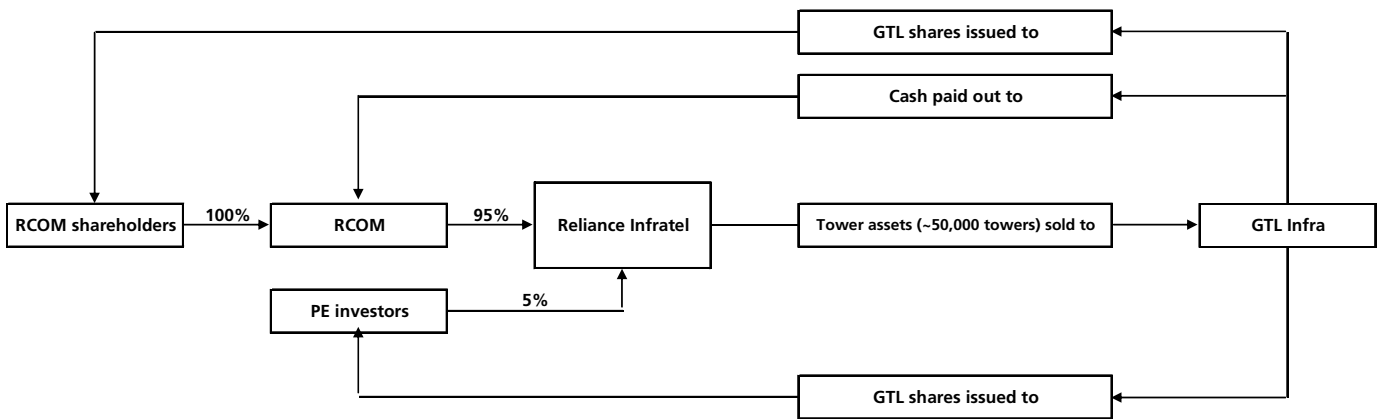 GTL shares issued to
Cash paid out to
RCOM shareholders
100%
RCOM
95%
Reliance Infratel
Tower assets (~50,000 towers) sold to
GTL Infra
PE investors
5%
GTL shares issued to